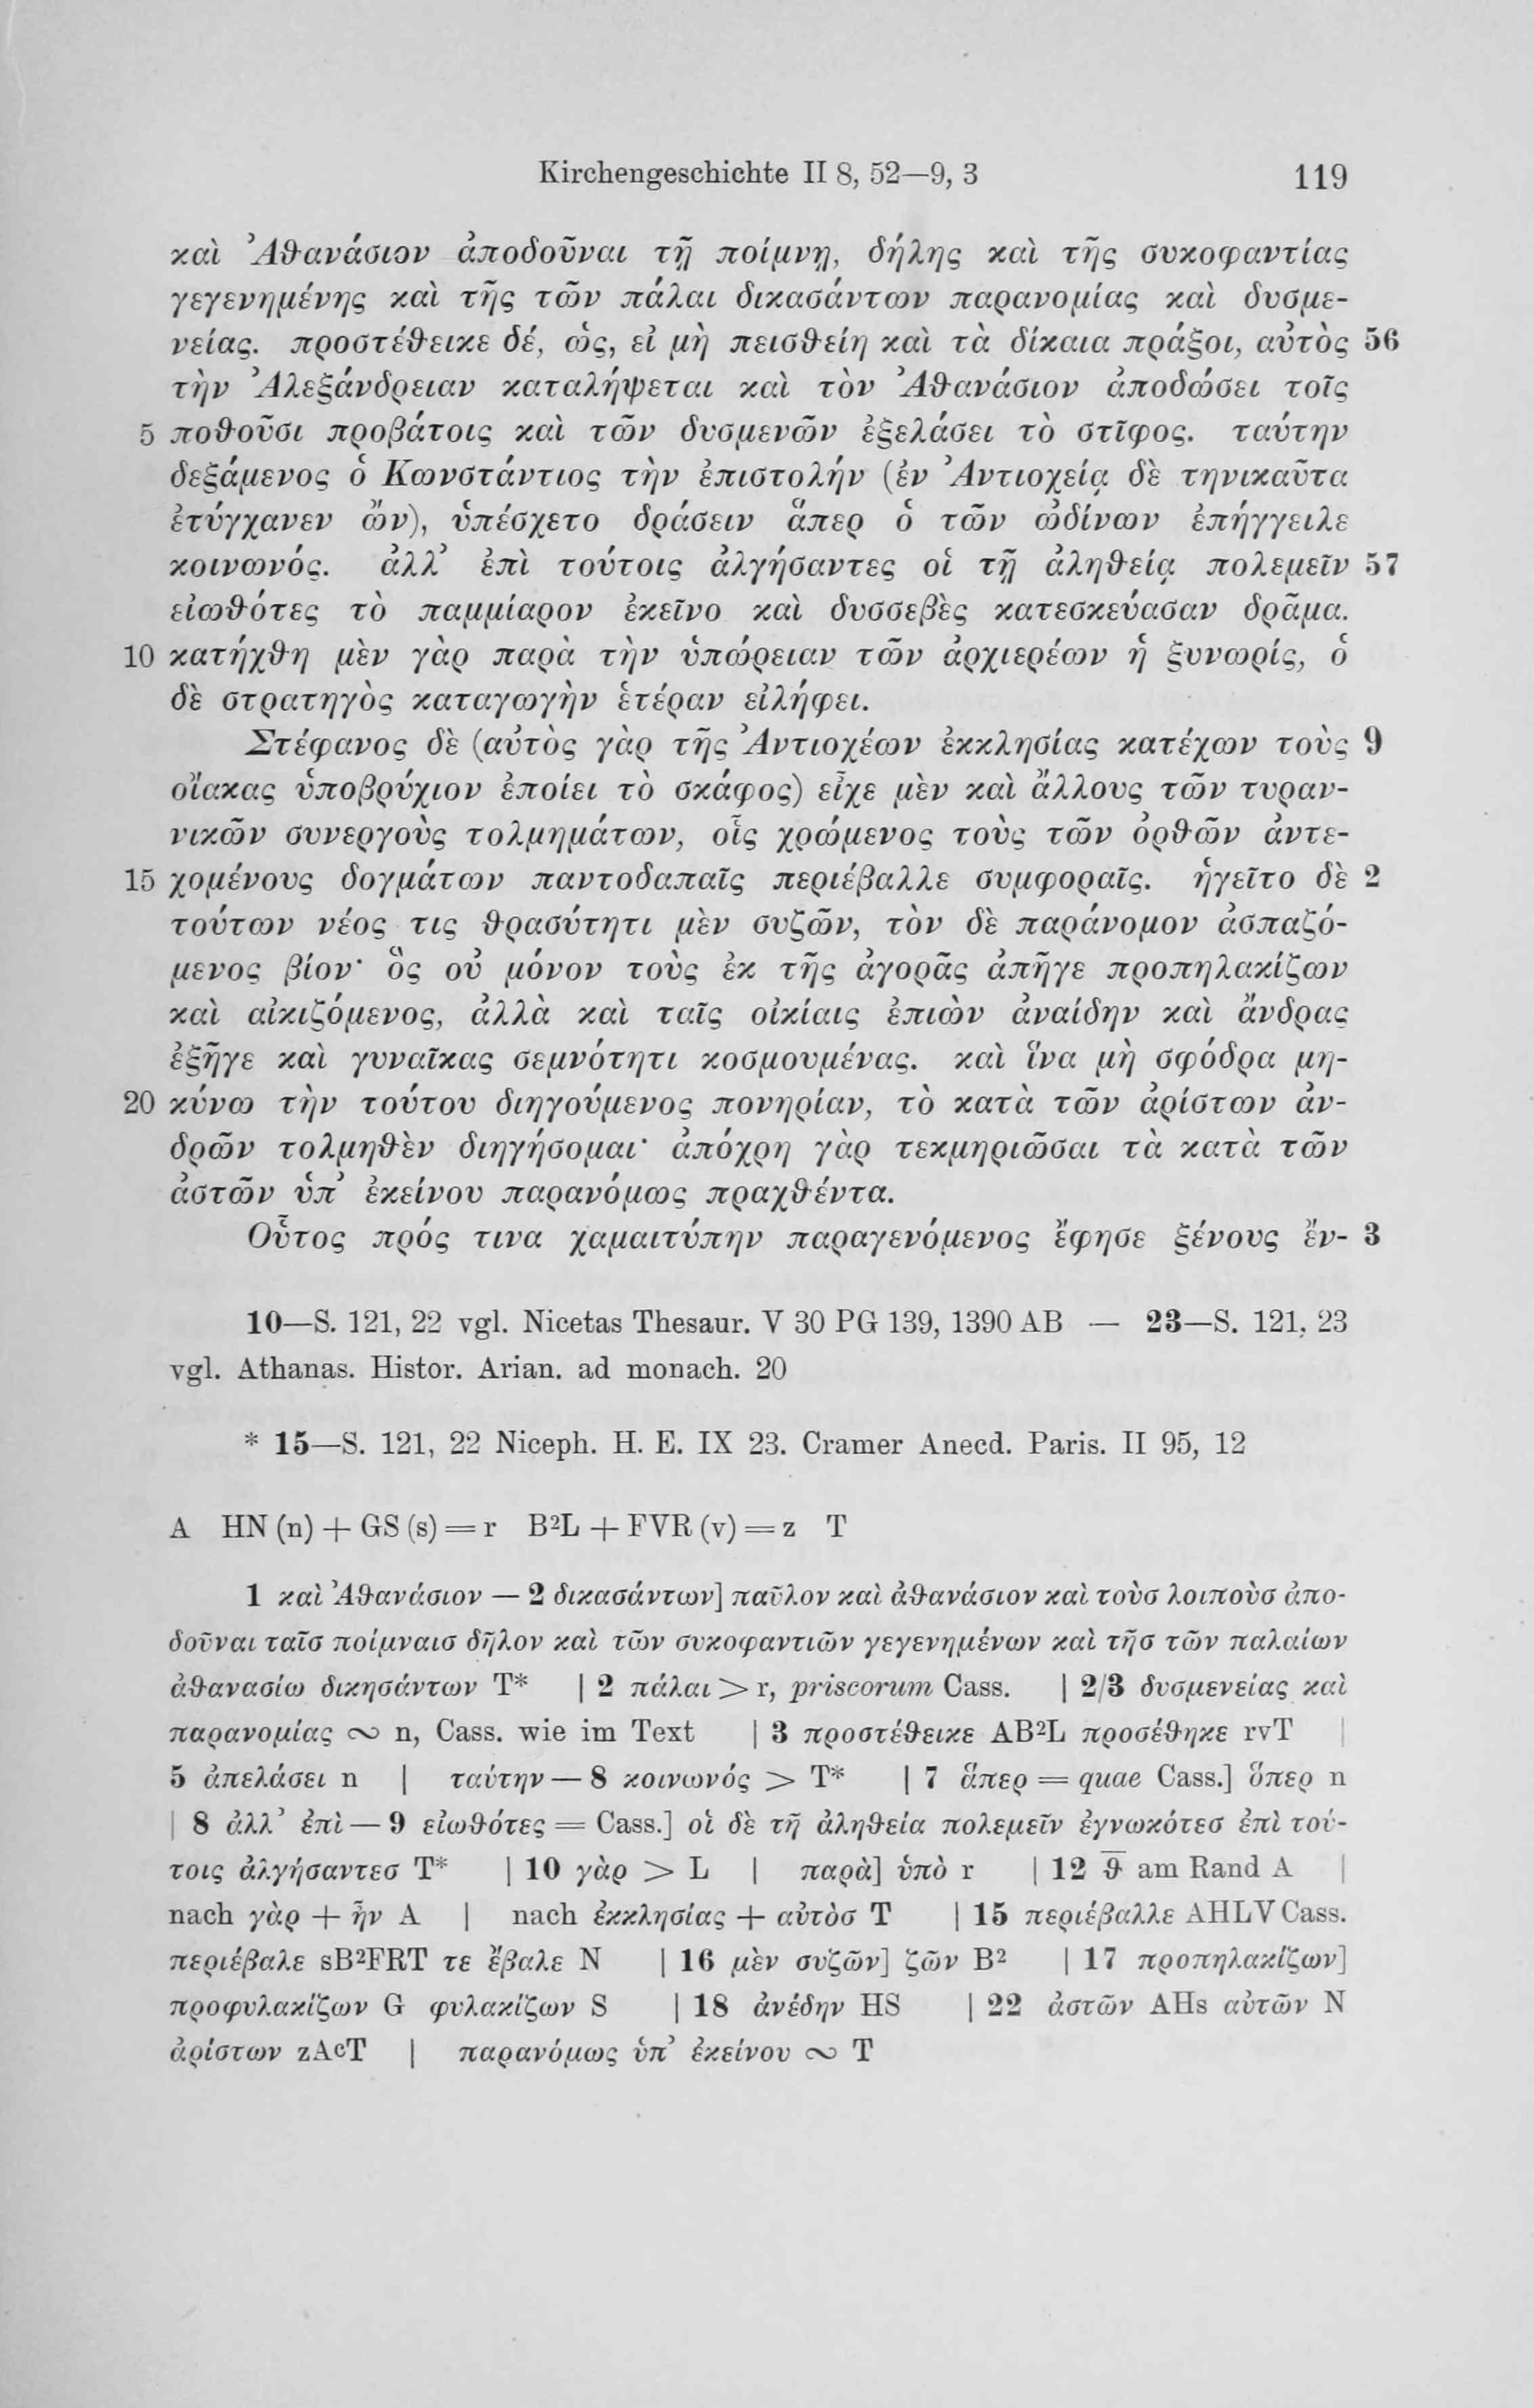 Kirchengeschichte II 8, 52—9, 3 119
καὶ Ἀθανάσιον ἀποδοῦναι τῇ ποίμνῃ, δήλης καὶ τῆς συκοφαντίας
γεγενημένης καὶ τῆς τῶν πάλαι δικασάντων παρανομίας καὶ δυσμε-
νείας. προστέθεικε δέ, ὡς, εἰ μὴ πεισθείη καὶ τὰ δίκαια πράξοι, αὐτὸς 56
τὴν Ἀλεξάνδρειαν καταλήψεται καὶ τὸν Ἀθανάσιον ἀποδώσει τοῖς
5 ποθοῦσι προβάτοις καὶ τῶν δυσμενῶν ἐξελάσει τὸ στῖφος. ταύτην
δεξάμενος ὁ Κωνστάντιος τὴν ἐπιστολήν (ἐν Ἀντιοχείᾳ δὲ τηνικαῦτα
ἐτύγχανεν ὤν), ὑπέσχετο δράσειν ἅπερ ὁ τῶν ὠδίνων ἐπήγγειλε
κοινωνός. ἀλλ’ ἐπὶ τούτοις ἀλγήσαντες οἱ τῇ ἀληθείᾳ πολεμεῖν 57
εἰωθότες τὸ παμμίαρον ἐκεῖνο καὶ δυσσεβὲς κατεσκεύασαν δρᾶμα.
10 κατήχθη μὲν γὰρ παρὰ τὴν ὑπώρειαν τῶν ἀρχιερέων ἡ ξυνωρίς, ὁ
δὲ στρατηγὸς καταγωγὴν ἑτέραν εἰλήφει.
Στέφανος δὲ (αὐτὸς γὰρ τῆς Ἀντιοχέων ἐκκλησίας κατέχων τοὺς 9
οἴακας ὑποβρύχιον ἐποίει τὸ σκάφος) εἶχε μὲν καὶ ἄλλους τῶν τυραν-
νικῶν συνεργοὺς τολμημάτων, οἷς χρώμενος τοὺς τῶν ὀρθῶν ἀντε-
15 χομένους δογμάτων παντοδαπαῖς περιέβαλλε συμφοραῖς. ἡγεῖτο δὲ 2
τούτων νέος τις θρασύτητι μὲν συζῶν, τὸν δὲ παράνομον ἀσπαζό-
μενος βίον· ὃς οὐ μόνον τοὺς ἐκ τῆς ἀγορᾶς ἀπῆγε προπηλακίζων
καὶ αἰκιζόμενος, ἀλλὰ καὶ ταῖς οἰκίαις ἐπιὼν ἀναίδην καὶ ἄνδρας
ἐξῆγε καὶ γυναῖκας σεμνότητι κοσμουμένας. καὶ ἵνα μὴ σφόδρα μη-
20 κύνω τὴν τούτου διηγούμενος πονηρίαν, τὸ κατὰ τῶν ἀρίστων ἀν-
δρῶν τολμηθὲν διηγήσομαι· ἀπόχρη γὰρ τεκμηριῶσαι τὰ κατὰ τῶν
ἀστῶν ὑπ’ ἐκείνου παρανόμως πραχθέντα.
Οὗτος πρός τινα χαμαιτύπην παραγενόμενος ἔφησε ξένους ἔν- 3
10—S. 121, 22 vgl. Nicetas Thesaur. V 30 PG 139, 1390 AB — 23—S. 121, 23
vgl. Athanas. Histor. Arian. ad monach. 20
* 15—S. 121, 22 Niceph. H. E. IX 23. Cramer Anecd. Paris. II 95, 12
A HN (n) + GS (s) = r B²L + FVR (v) = z T
1 καὶ Ἀθανάσιον — 2 δικασάντων] παῦλον καὶ ἀθανάσιον καὶ τοὺσ λοιποὺσ ἀπο-
δοῦναι ταῖσ ποίμναισ δῆλον καὶ τῶν συκοφαντιῶν γεγενημένων καὶ τῆσ τῶν παλαίων
ἀθανασίω δικησάντων T* | 2 πάλαι > r, priscorum Cass. | 2/3 δυσμενείας καὶ
παρανομίας ∾ n, Cass. wie im Text | 3 προστέθεικε AB²L προσέθηκε rvT |
5 ἀπελάσει n | ταύτην — 8 κοινωνός > T* | 7 ἅπερ = quae Cass.] ὅπερ n
| 8 ἀλλ’ ἐπὶ — 9 εἰωθότες = Cass.] οἱ δὲ τῆ ἀληθεία πολεμεῖν ἐγνωκότεσ ἐπὶ τού-
τοις ἀλγήσαντεσ T* | 10 γὰρ > L | παρὰ] ὑπὸ r | 12 θ̅ am Rand A |
nach γὰρ + ἦν A | nach ἐκκλησίας + αὐτὸσ T | 15 περιέβαλλε AHLV Cass.
περιέβαλε sB²FRT τε ἔβαλε N | 16 μὲν συζῶν] ζῶν B² | 17 προπηλακίζων]
προφυλακίζων G φυλακίζων S | 18 ἀνέδην HS | 22 ἀστῶν AHs αὐτῶν N
ἀρίστων zAᶜT | παρανόμως ὑπ’ ἐκείνου ∾ T